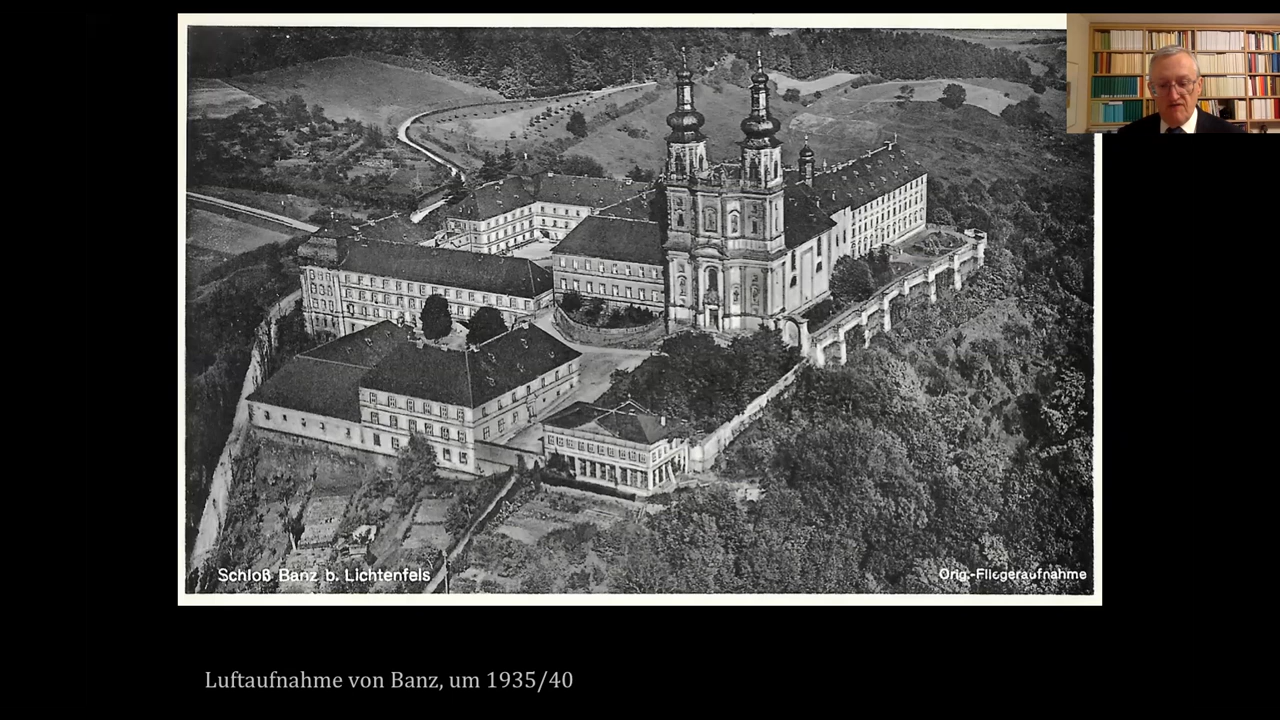 Schloß Banz b. Lichtenfels
Orig.-Fliegeraufnahme
Luftaufnahme von Banz, um 1935/40